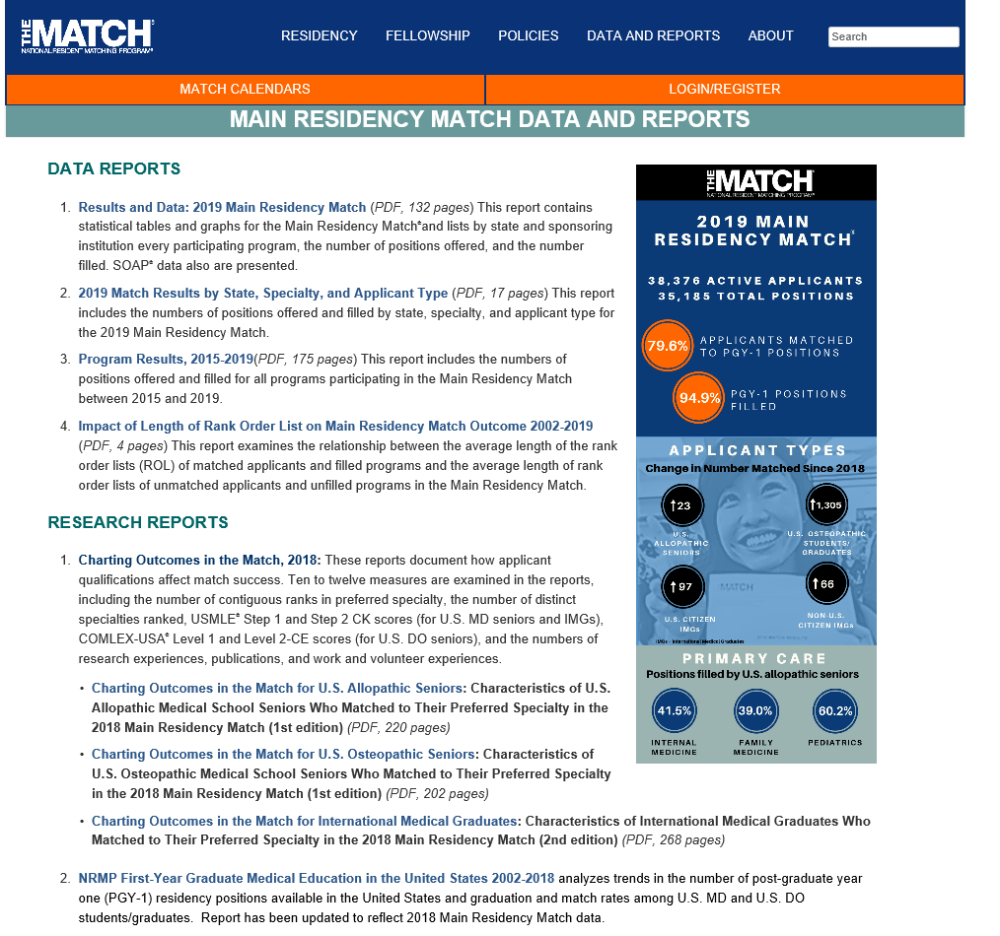 THE MATCH®
NATIONAL RESIDENT MATCHING PROGRAM®
RESIDENCY FELLOWSHIP POLICIES DATA AND REPORTS ABOUT Search
MATCH CALENDARS LOGIN/REGISTER
MAIN RESIDENCY MATCH DATA AND REPORTS
DATA REPORTS
1. Results and Data: 2019 Main Residency Match (PDF, 132 pages) This report contains
statistical tables and graphs for the Main Residency Match®and lists by state and sponsoring
institution every participating program, the number of positions offered, and the number
filled. SOAP® data also are presented.
2. 2019 Match Results by State, Specialty, and Applicant Type (PDF, 17 pages) This report
includes the numbers of positions offered and filled by state, specialty, and applicant type for
the 2019 Main Residency Match.
3. Program Results, 2015-2019(PDF, 175 pages) This report includes the numbers of
positions offered and filled for all programs participating in the Main Residency Match
between 2015 and 2019.
4. Impact of Length of Rank Order List on Main Residency Match Outcome 2002-2019
(PDF, 4 pages) This report examines the relationship between the average length of the rank
order lists (ROL) of matched applicants and filled programs and the average length of rank
order lists of unmatched applicants and unfilled programs in the Main Residency Match.
RESEARCH REPORTS
1. Charting Outcomes in the Match, 2018: These reports document how applicant
qualifications affect match success. Ten to twelve measures are examined in the reports,
including the number of contiguous ranks in preferred specialty, the number of distinct
specialties ranked, USMLE® Step 1 and Step 2 CK scores (for U.S. MD seniors and IMGs),
COMLEX-USA® Level 1 and Level 2-CE scores (for U.S. DO seniors), and the numbers of
research experiences, publications, and work and volunteer experiences.
• Charting Outcomes in the Match for U.S. Allopathic Seniors: Characteristics of U.S.
Allopathic Medical School Seniors Who Matched to Their Preferred Specialty in the
2018 Main Residency Match (1st edition) (PDF, 220 pages)
• Charting Outcomes in the Match for U.S. Osteopathic Seniors: Characteristics of
U.S. Osteopathic Medical School Seniors Who Matched to Their Preferred Specialty
in the 2018 Main Residency Match (1st edition) (PDF, 202 pages)
• Charting Outcomes in the Match for International Medical Graduates: Characteristics of International Medical Graduates Who
Matched to Their Preferred Specialty in the 2018 Main Residency Match (2nd edition) (PDF, 268 pages)
2. NRMP First-Year Graduate Medical Education in the United States 2002-2018 analyzes trends in the number of post-graduate year
one (PGY-1) residency positions available in the United States and graduation and match rates among U.S. MD and U.S. DO
students/graduates. Report has been updated to reflect 2018 Main Residency Match data.
THE MATCH®
NATIONAL RESIDENT MATCHING PROGRAM®
2019 MAIN
RESIDENCY MATCH®
38,376 ACTIVE APPLICANTS
35,185 TOTAL POSITIONS
79.6% APPLICANTS MATCHED
TO PGY-1 POSITIONS
94.9% PGY-1 POSITIONS
FILLED
APPLICANT TYPES
Change in Number Matched Since 2018
↑23 ↑1,305
U.S.
ALLOPATHIC
SENIORS
U.S. OSTEOPATHIC
STUDENTS/
GRADUATES
↑97 ↑66
MATCH
U.S. CITIZEN
IMGs
NON-U.S.
CITIZEN IMGs
IMGs - International Medical Graduates
PRIMARY CARE
Positions filled by U.S. allopathic seniors
41.5% 39.0% 60.2%
INTERNAL
MEDICINE
FAMILY
MEDICINE
PEDIATRICS